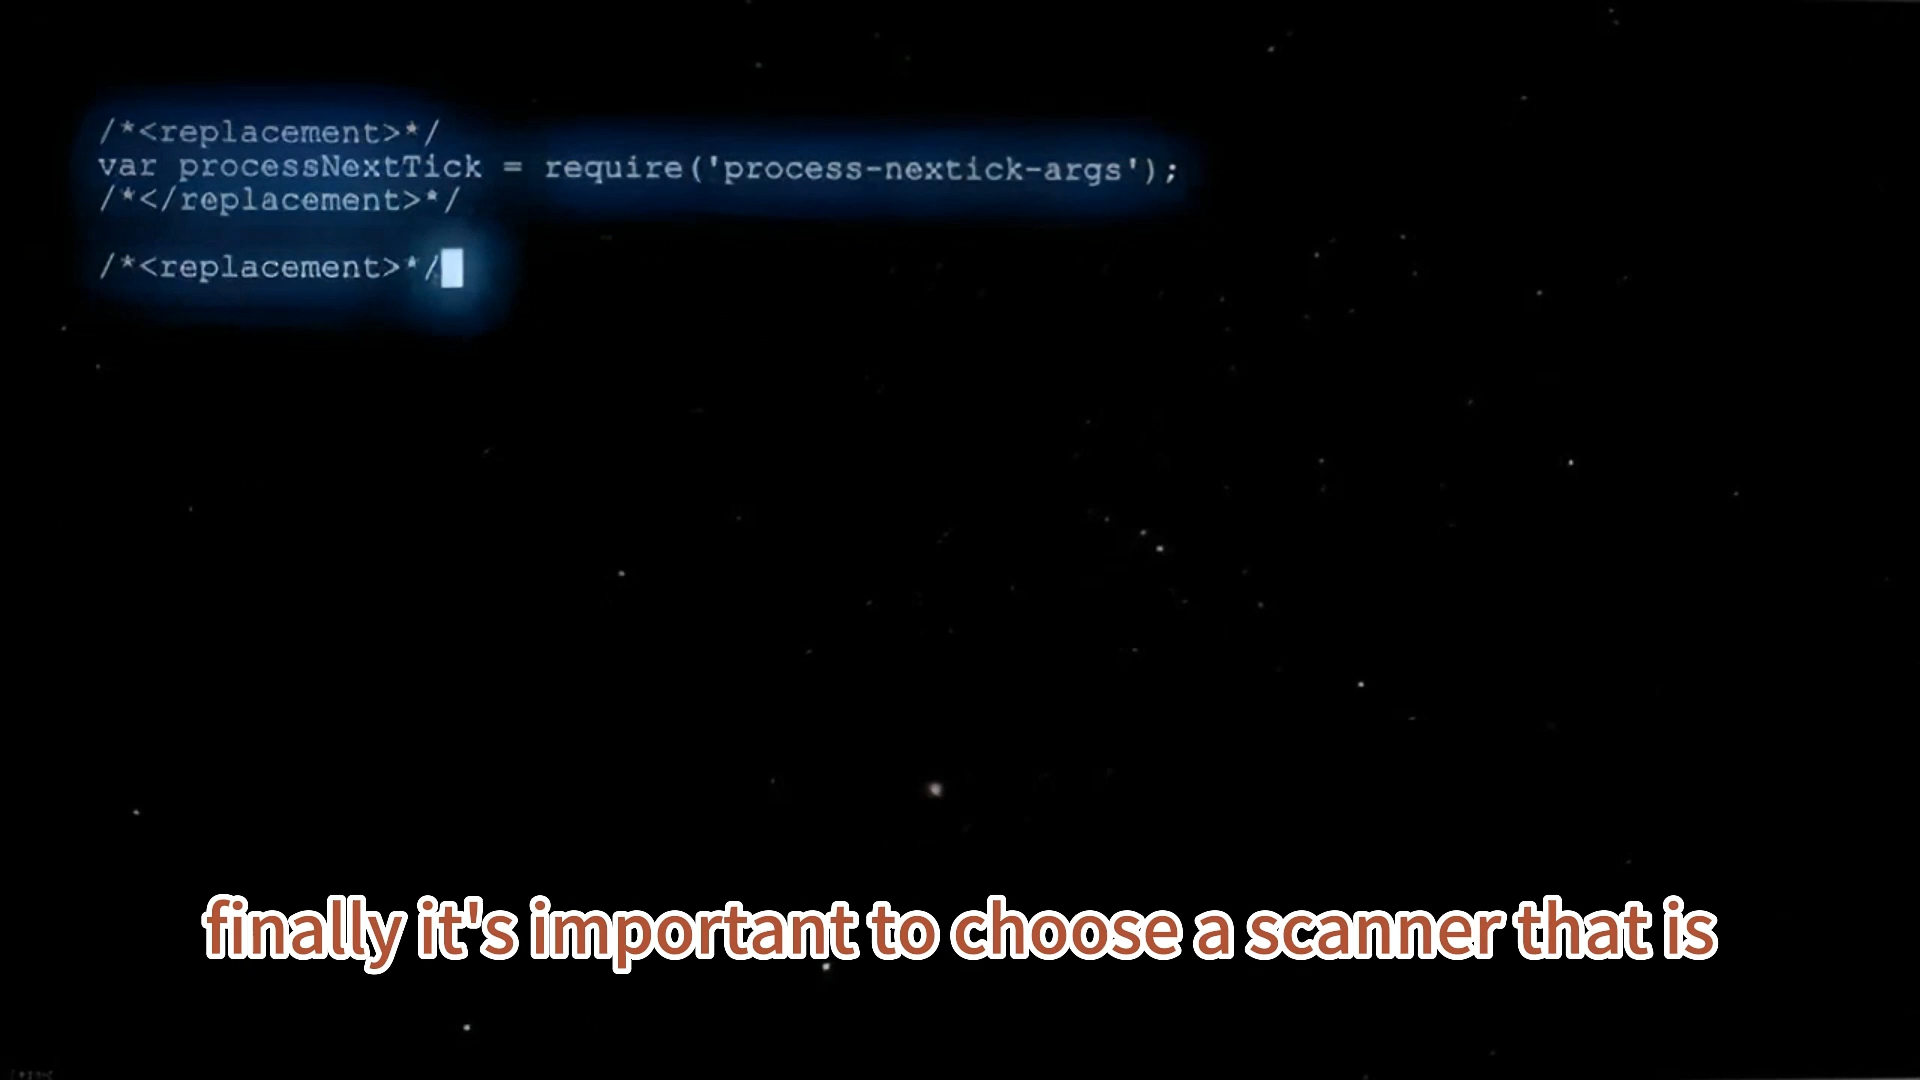 /*<replacement>*/
var processNextTick = require('process-nextick-args');
/*</replacement>*/
/*<replacement>*/
finally it's important to choose a scanner that is